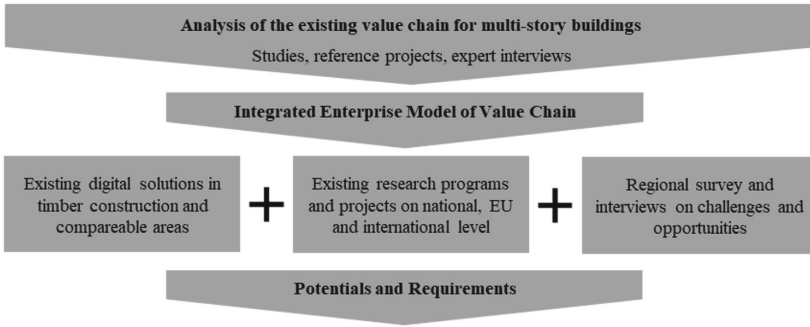 Analysis of the existing value chain for multi-story buildings
Studies, reference projects, expert interviews
Integrated Enterprise Model of Value Chain
Existing digital solutions in
timber construction and
compareable areas
+
Existing research programs
and projects on national, EU
and international level
+
Regional survey and
interviews on challenges and
opportunities
Potentials and Requirements